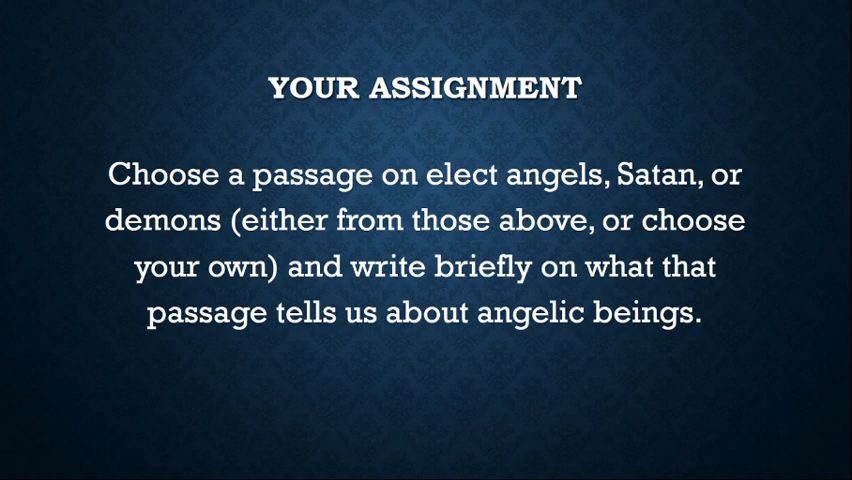 YOUR ASSIGNMENT
Choose a passage on elect angels, Satan, or
demons (either from those above, or choose
your own) and write briefly on what that
passage tells us about angelic beings.